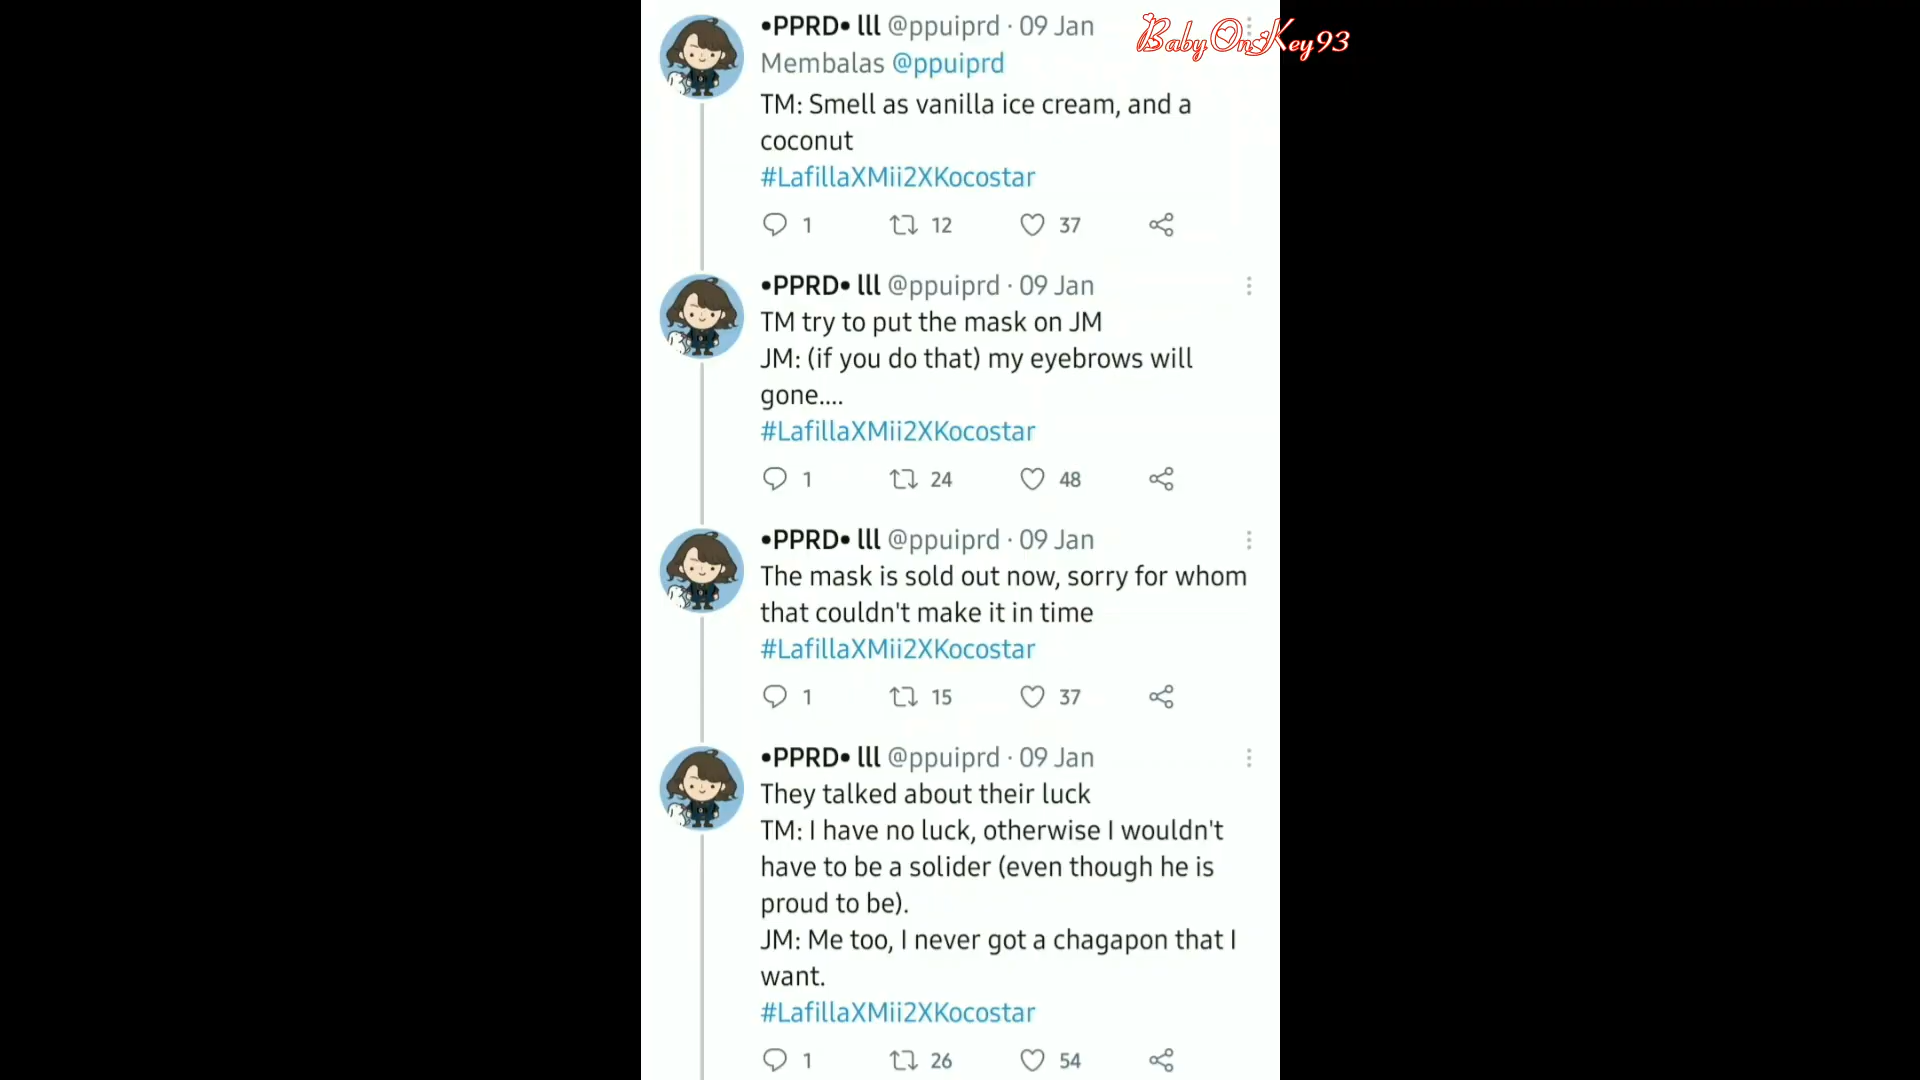 •PPRD• lll @ppuiprd · 09 Jan
BabyOnKey93
Membalas @ppuiprd
TM: Smell as vanilla ice cream, and a
coconut
#LafillaXMii2XKocostar
1 12 37
•PPRD• lll @ppuiprd · 09 Jan
TM try to put the mask on JM
JM: (if you do that) my eyebrows will
gone....
#LafillaXMii2XKocostar
1 24 48
•PPRD• lll @ppuiprd · 09 Jan
The mask is sold out now, sorry for whom
that couldn't make it in time
#LafillaXMii2XKocostar
1 15 37
•PPRD• lll @ppuiprd · 09 Jan
They talked about their luck
TM: I have no luck, otherwise I wouldn't
have to be a solider (even though he is
proud to be).
JM: Me too, I never got a chagapon that I
want.
#LafillaXMii2XKocostar
1 26 54